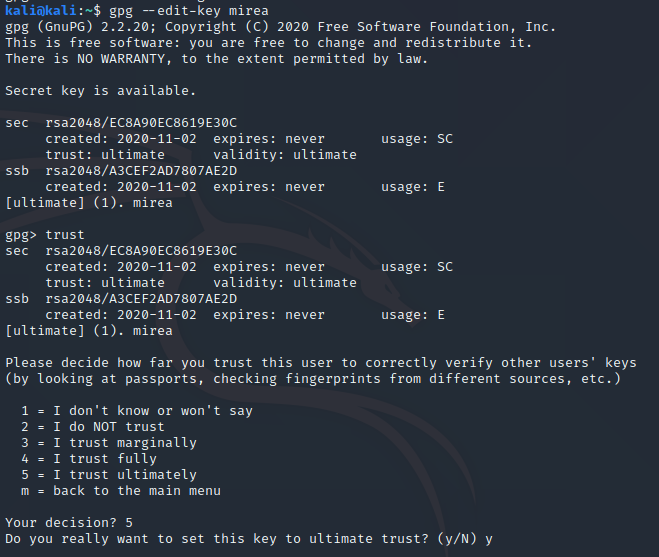 kali@kali:~$ gpg --edit-key mirea
gpg (GnuPG) 2.2.20; Copyright (C) 2020 Free Software Foundation, Inc.
This is free software: you are free to change and redistribute it.
There is NO WARRANTY, to the extent permitted by law.

Secret key is available.

sec  rsa2048/EC8A90EC8619E30C
     created: 2020-11-02  expires: never       usage: SC
     trust: ultimate      validity: ultimate
ssb  rsa2048/A3CEF2AD7807AE2D
     created: 2020-11-02  expires: never       usage: E
[ultimate] (1). mirea

gpg> trust
sec  rsa2048/EC8A90EC8619E30C
     created: 2020-11-02  expires: never       usage: SC
     trust: ultimate      validity: ultimate
ssb  rsa2048/A3CEF2AD7807AE2D
     created: 2020-11-02  expires: never       usage: E
[ultimate] (1). mirea

Please decide how far you trust this user to correctly verify other users' keys
(by looking at passports, checking fingerprints from different sources, etc.)

  1 = I don't know or won't say
  2 = I do NOT trust
  3 = I trust marginally
  4 = I trust fully
  5 = I trust ultimately
  m = back to the main menu

Your decision? 5
Do you really want to set this key to ultimate trust? (y/N) y